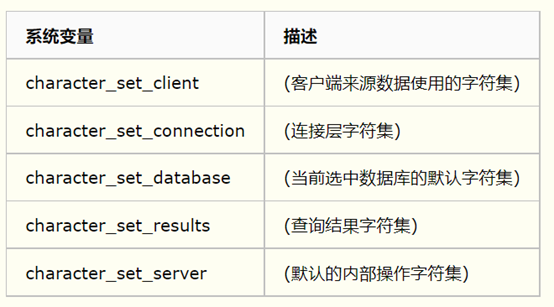 系统变量 描述
character_set_client (客户端来源数据使用的字符集)
character_set_connection (连接层字符集)
character_set_database (当前选中数据库的默认字符集)
character_set_results (查询结果字符集)
character_set_server (默认的内部操作字符集)